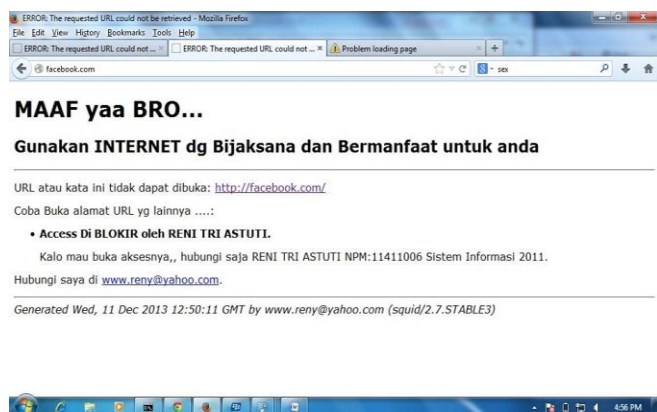 ERROR: The requested URL could not be retrieved - Mozilla Firefox
File Edit View History Bookmarks Tools Help
ERROR: The requested URL could not ... × ERROR: The requested URL could not ... × Problem loading page × +
facebook.com sex
MAAF yaa BRO...
Gunakan INTERNET dg Bijaksana dan Bermanfaat untuk anda
URL atau kata ini tidak dapat dibuka: http://facebook.com/
Coba Buka alamat URL yg lainnya ....:
• Access Di BLOKIR oleh RENI TRI ASTUTI.
Kalo mau buka aksesnya,, hubungi saja RENI TRI ASTUTI NPM:11411006 Sistem Informasi 2011.
Hubungi saya di www.reny@yahoo.com.
Generated Wed, 11 Dec 2013 12:50:11 GMT by www.reny@yahoo.com (squid/2.7.STABLE3)
4:56 PM